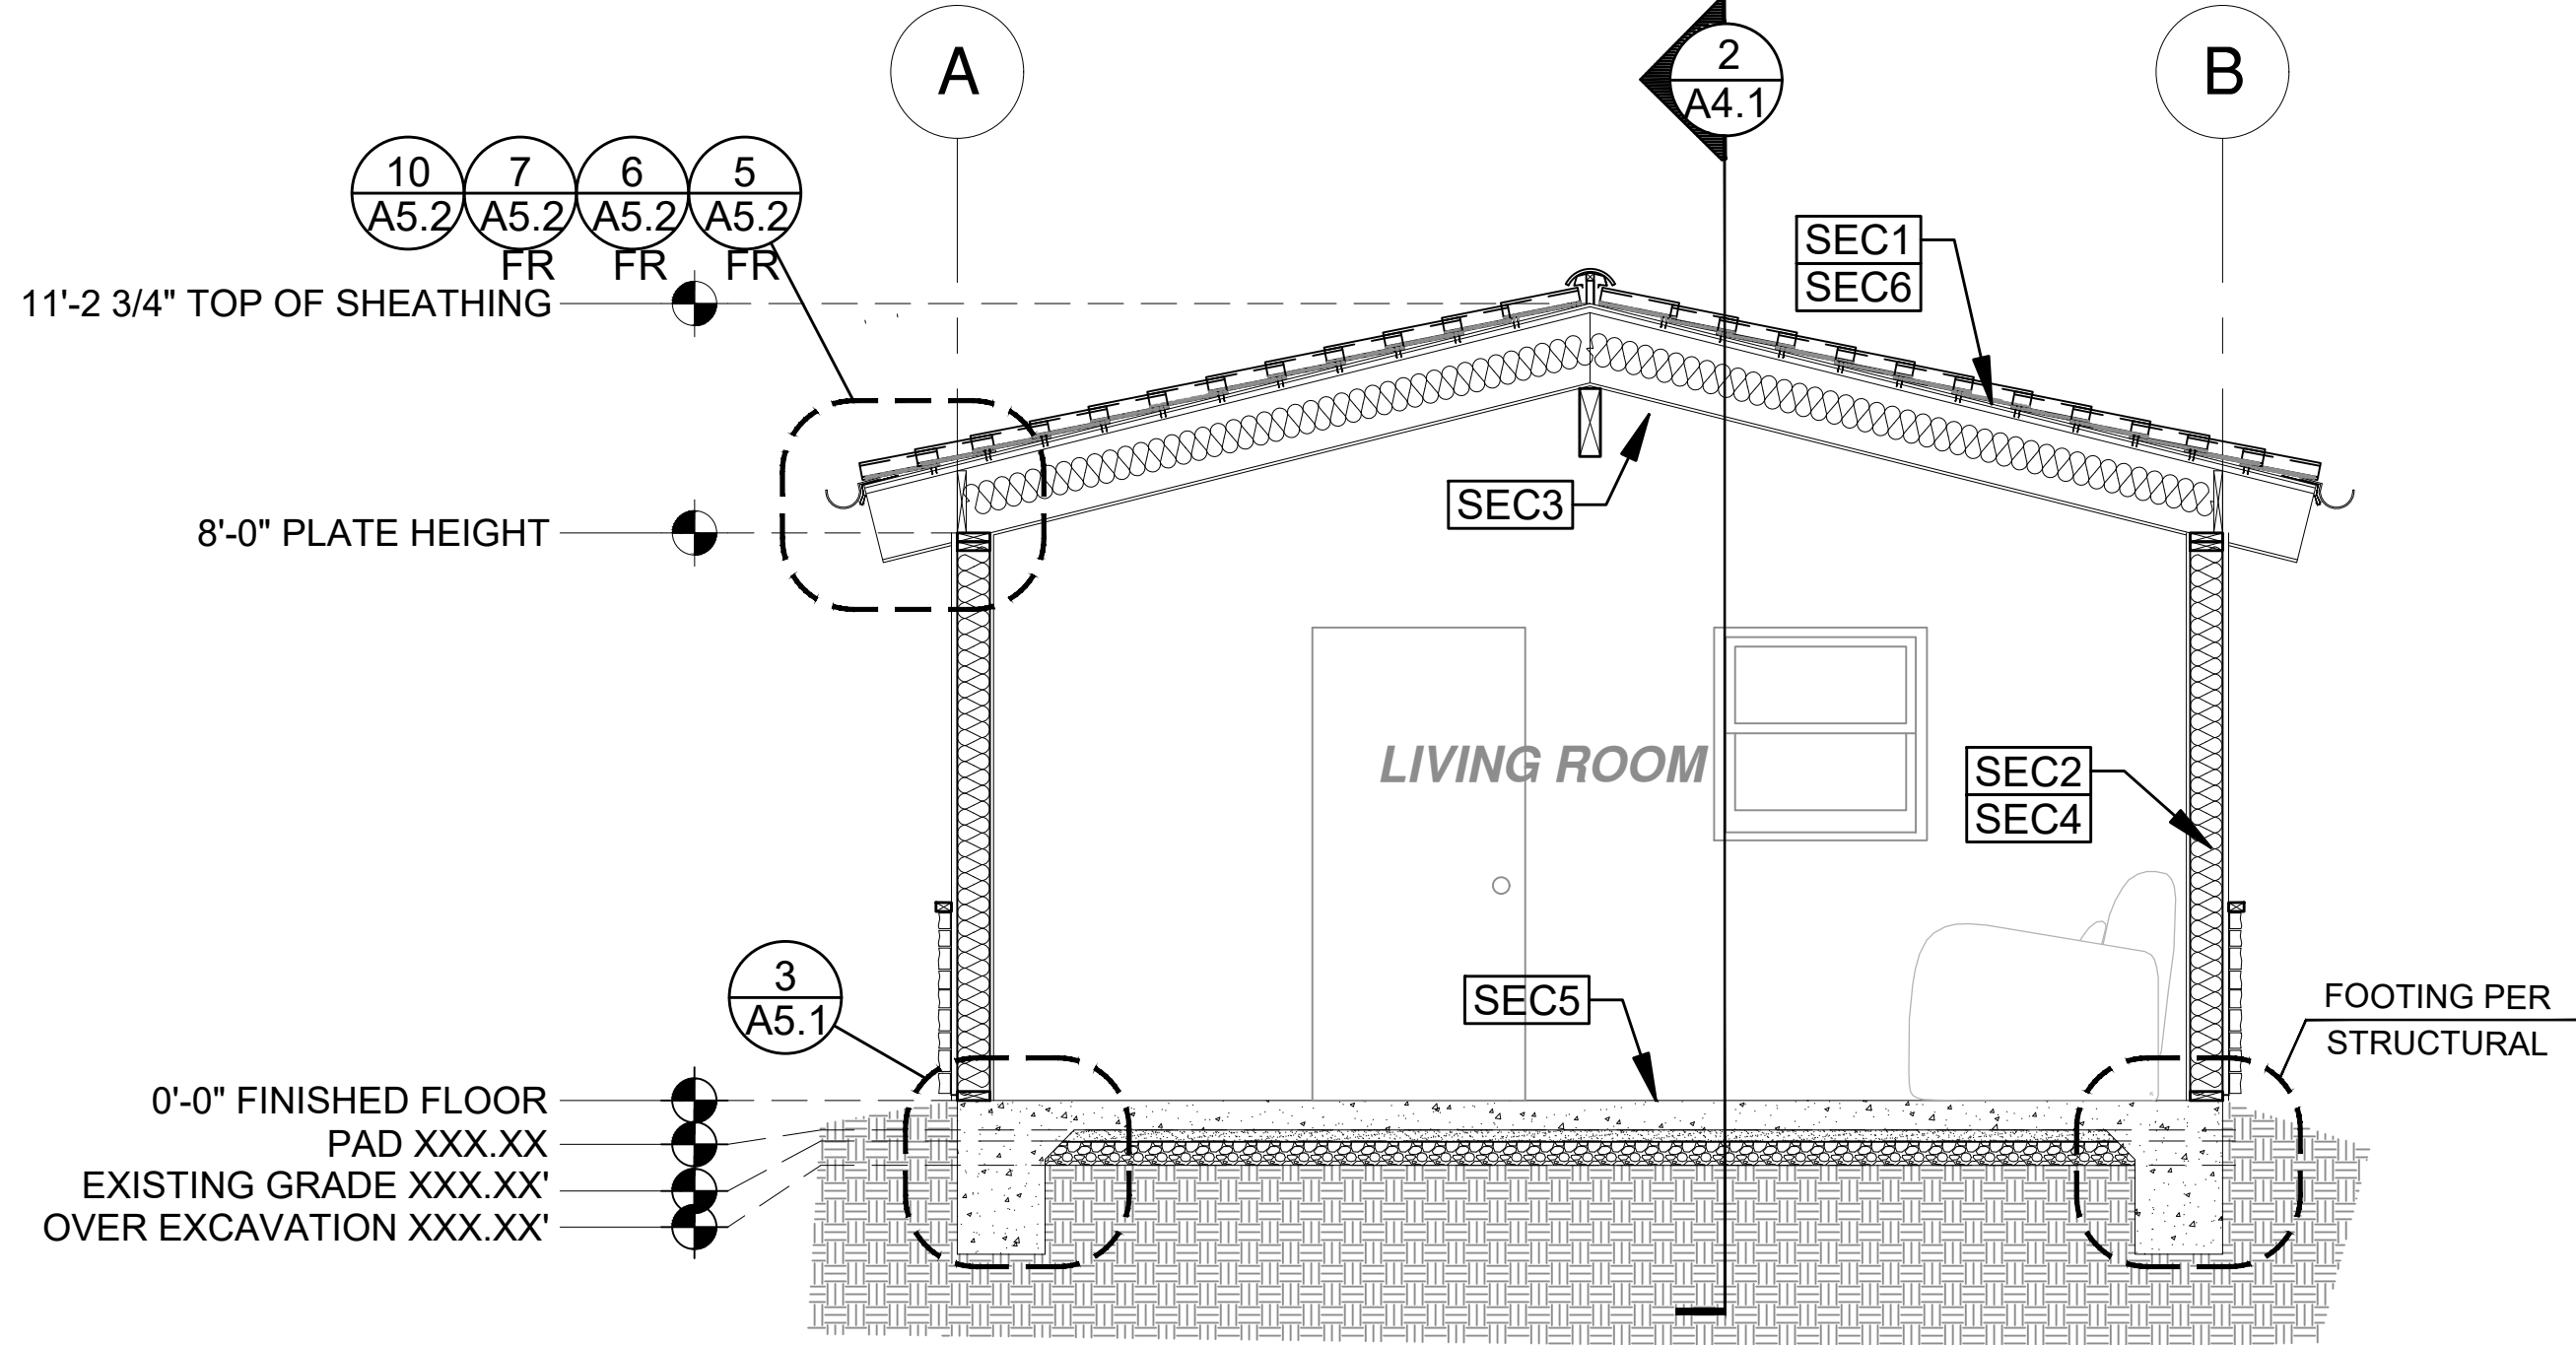 A
2
A4.1
B
10
A5.2
7
A5.2
FR
6
A5.2
FR
5
A5.2
FR
SEC1
SEC6
11'-2 3/4" TOP OF SHEATHING
SEC3
8'-0" PLATE HEIGHT
LIVING ROOM
SEC2
SEC4
3
A5.1
SEC5
FOOTING PER
STRUCTURAL
0'-0" FINISHED FLOOR
PAD XXX.XX
EXISTING GRADE XXX.XX'
OVER EXCAVATION XXX.XX'